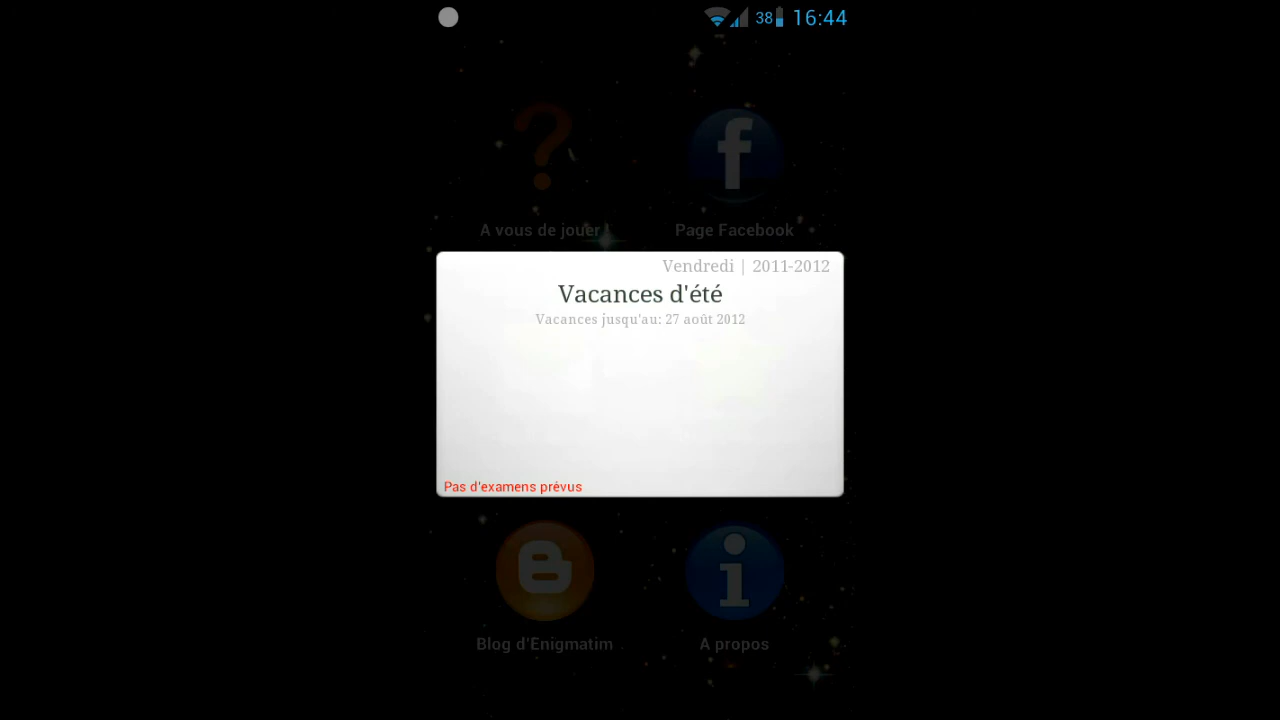 38 16:44
A vous de jouer !
Page Facebook
Vendredi | 2011-2012
Vacances d'été
Vacances jusqu'au: 27 août 2012
Pas d'examens prévus
Blog d'Enigmatim
A propos